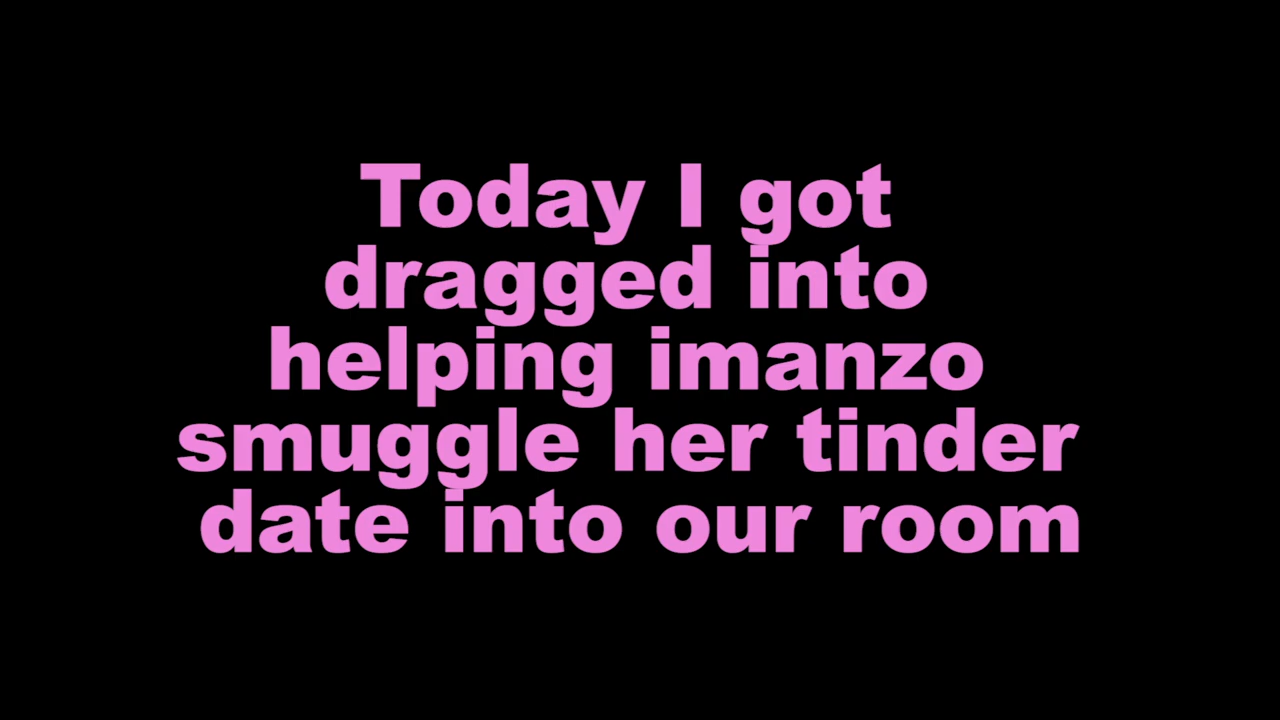 Today I got
dragged into
helping imanzo
smuggle her tinder
date into our room